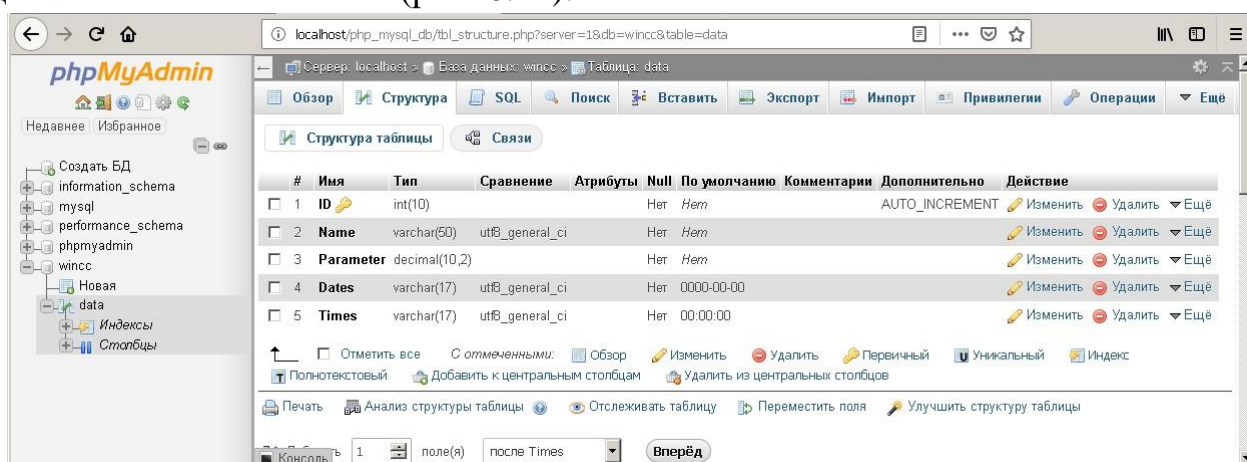 localhost/php_mysql_db/tbl_structure.php?server=1&db=wincc&table=data
phpMyAdmin
Недавнее Избранное
Создать БД
information_schema
mysql
performance_schema
phpmyadmin
wincc
Новая
data
Индексы
Столбцы
Сервер: localhost » База данных: wincc » Таблица: data
Обзор Структура SQL Поиск Вставить Экспорт Импорт Привилегии Операции Ещё
Структура таблицы Связи
# Имя Тип Сравнение Атрибуты Null По умолчанию Комментарии Дополнительно Действие
1 ID int(10) Нет Нет AUTO_INCREMENT Изменить Удалить Ещё
2 Name varchar(50) utf8_general_ci Нет Нет Изменить Удалить Ещё
3 Parameter decimal(10,2) Нет Нет Изменить Удалить Ещё
4 Dates varchar(17) utf8_general_ci Нет 0000-00-00 Изменить Удалить Ещё
5 Times varchar(17) utf8_general_ci Нет 00:00:00 Изменить Удалить Ещё
Отметить все С отмеченными: Обзор Изменить Удалить Первичный Уникальный Индекс
Полнотекстовый Добавить к центральным столбцам Удалить из центральных столбцов
Печать Анализ структуры таблицы Отслеживать таблицу Переместить поля Улучшить структуру таблицы
1 поле(я) после Times Вперёд
Консоль